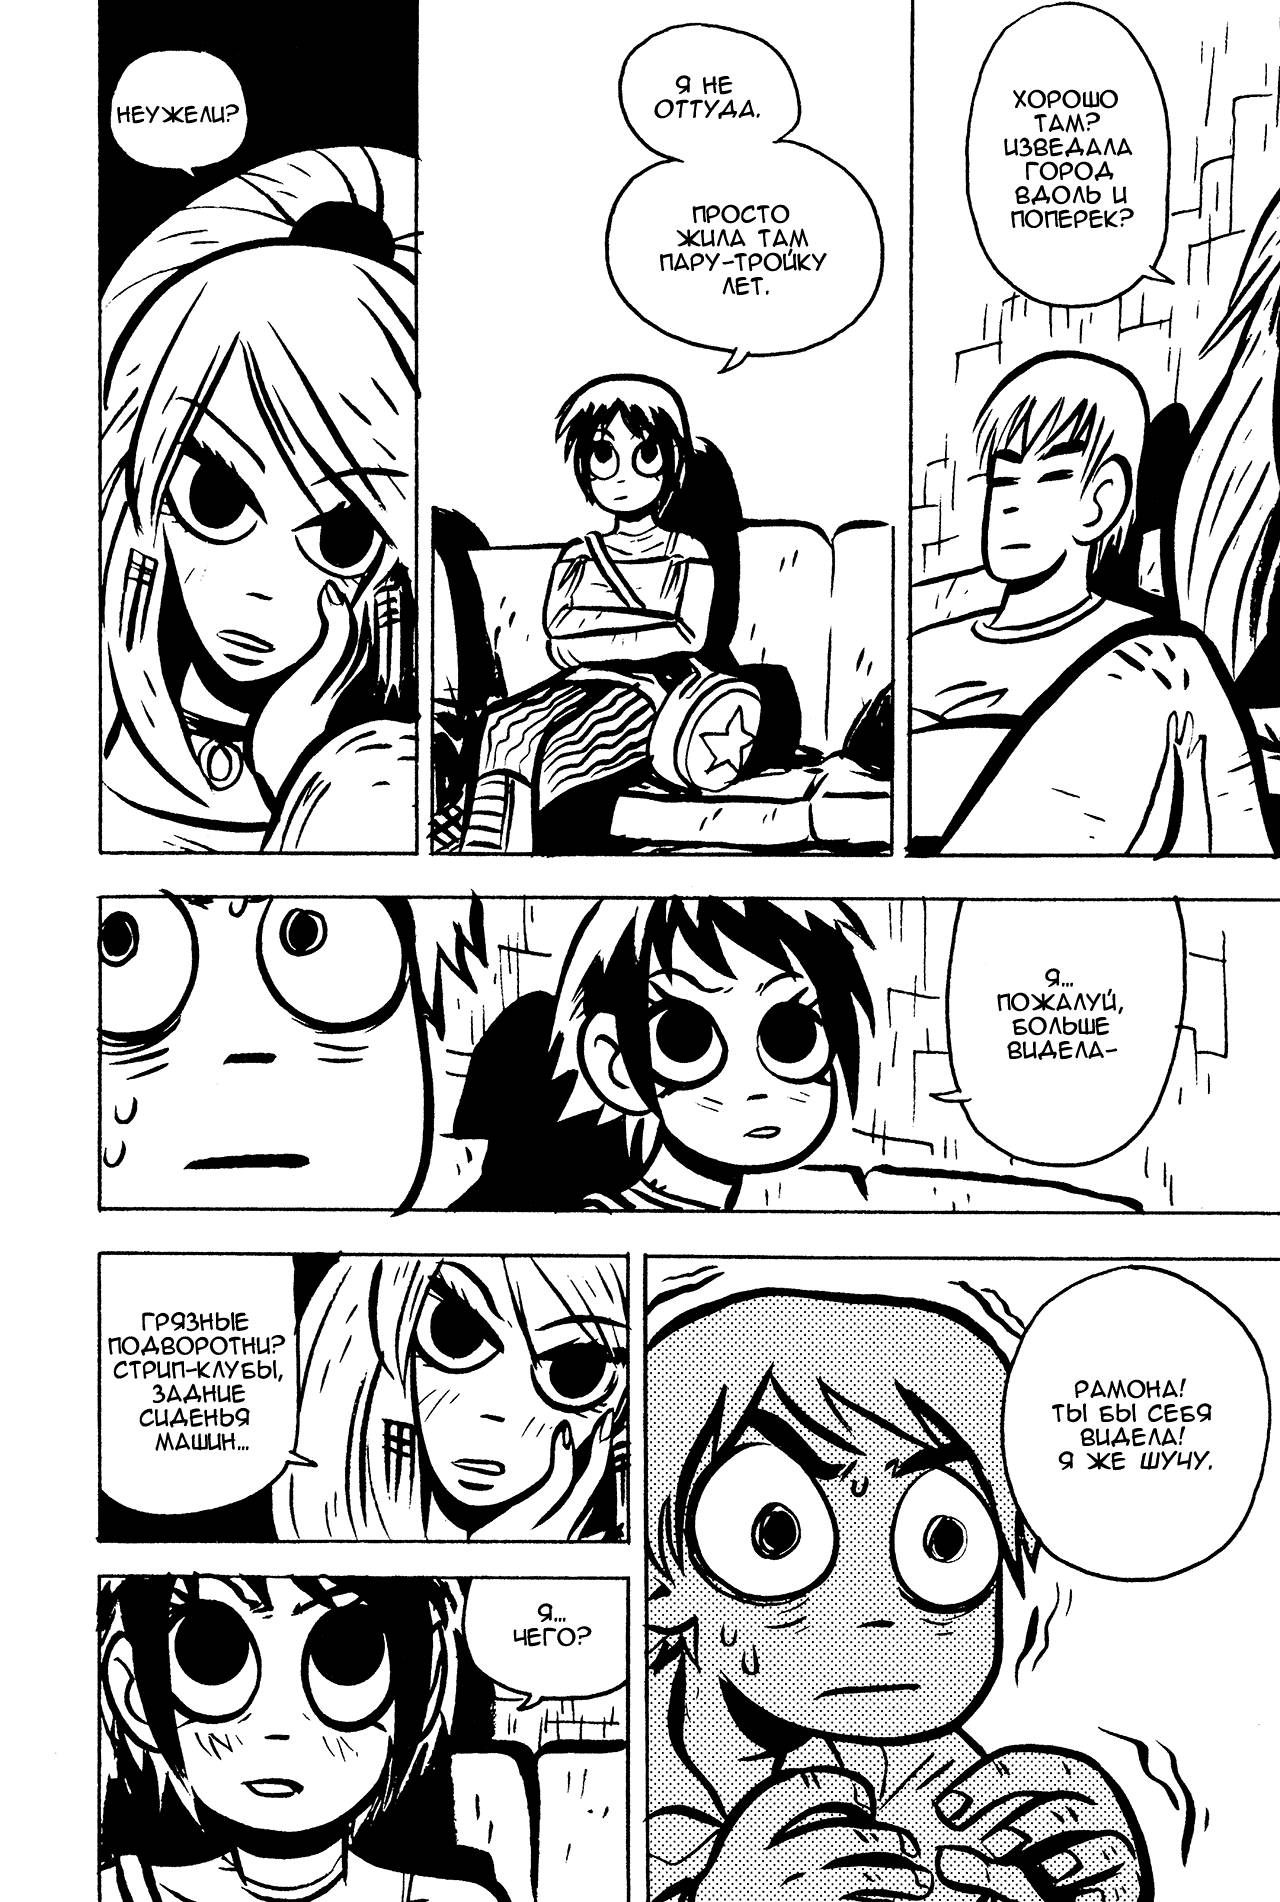 НЕУЖЕЛИ?
Я НЕ
ОТТУДА.
ПРОСТО
ЖИЛА ТАМ
ПАРУ-ТРОЙКУ
ЛЕТ.
ХОРОШО
ТАМ?
ИЗВЕДАЛА
ГОРОД
ВДОЛЬ И
ПОПЕРЕК?
Я...
ПОЖАЛУЙ,
БОЛЬШЕ
ВИДЕЛА-
ГРЯЗНЫЕ
ПОДВОРОТНИ?
СТРИП-КЛУБЫ,
ЗАДНИЕ
СИДЕНЬЯ
МАШИН...
Я...
ЧЕГО?
РАМОНА!
ТЫ БЫ СЕБЯ
ВИДЕЛА!
Я ЖЕ ШУЧУ.